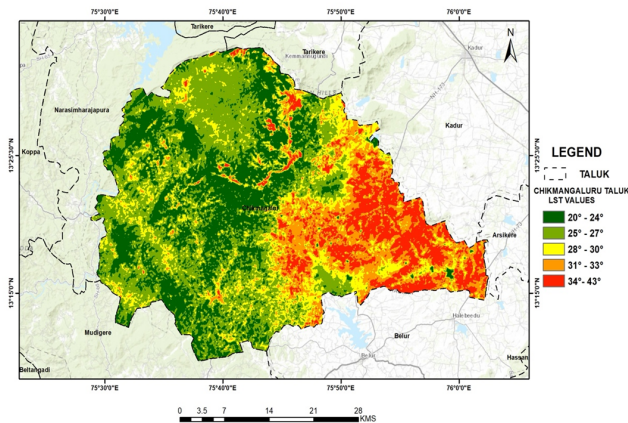 75°30'0"E 75°40'0"E 75°50'0"E 76°0'0"E
Tarikere
N
Tarikere
Kadur
Narasimharajapura
Kadur
Koppa
13°25'30"N
13°25'30"N
LEGEND
TALUK
CHIKMANGALURU TALUK
LST VALUES
20° - 24°
25° - 27°
28° - 30°
31° - 33°
34° - 43°
Arsikere
13°15'0"N
13°15'0"N
Mudigere
Belur
Halebeedu
Hassan
Beltangadi
75°30'0"E 75°40'0"E 75°50'0"E 76°0'0"E
0 3.5 7 14 21 28
KMS